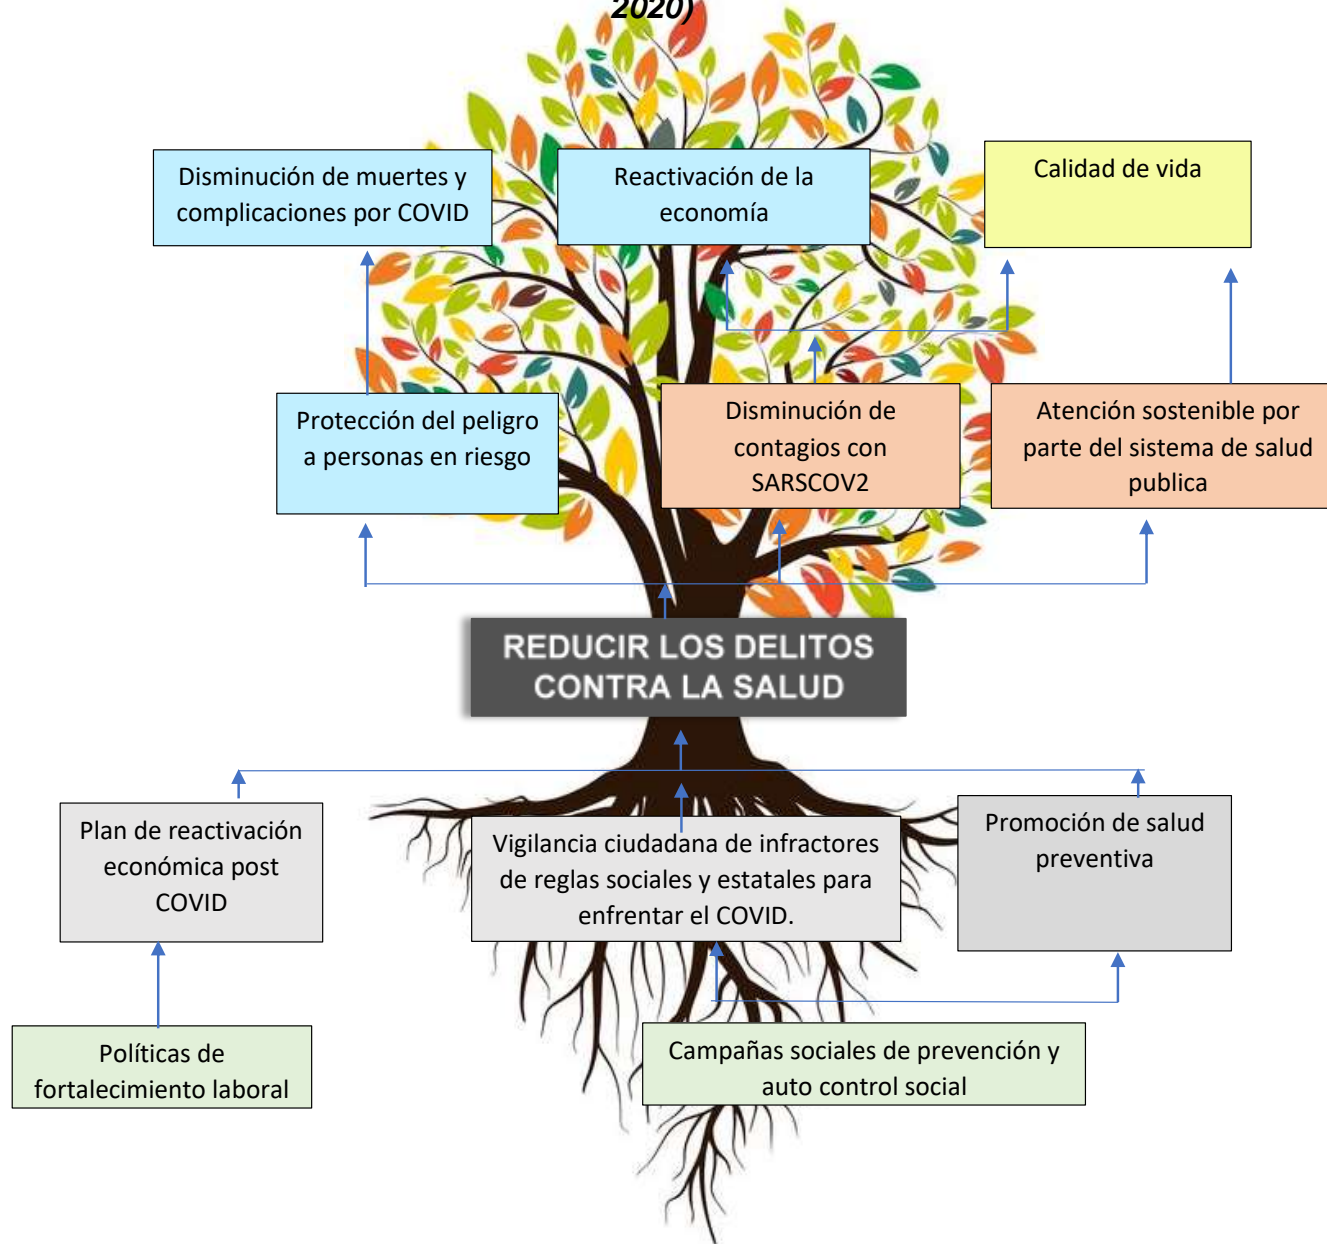 2020)
Disminución de muertes y
complicaciones por COVID
Reactivación de la
economía
Calidad de vida
Protección del peligro
a personas en riesgo
Disminución de
contagios con
SARSCOV2
Atención sostenible por
parte del sistema de salud
publica
REDUCIR LOS DELITOS
CONTRA LA SALUD
Plan de reactivación
económica post
COVID
Vigilancia ciudadana de infractores
de reglas sociales y estatales para
enfrentar el COVID.
Promoción de salud
preventiva
Políticas de
fortalecimiento laboral
Campañas sociales de prevención y
auto control social